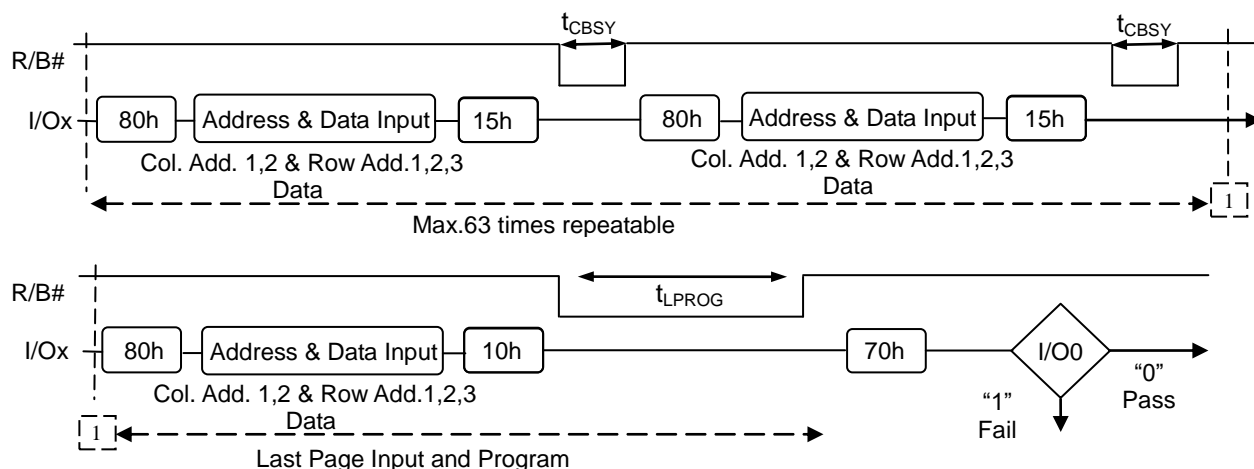 t_CBSY t_CBSY
R/B#
I/Ox 80h Address & Data Input 15h 80h Address & Data Input 15h
Col. Add. 1,2 & Row Add.1,2,3 Col. Add. 1,2 & Row Add.1,2,3
Data Data
1
Max.63 times repeatable
R/B#
t_LPROG
I/Ox 80h Address & Data Input 10h 70h I/O0 “0”
Pass
Col. Add. 1,2 & Row Add.1,2,3
Data
“1”
Fail
1
Last Page Input and Program